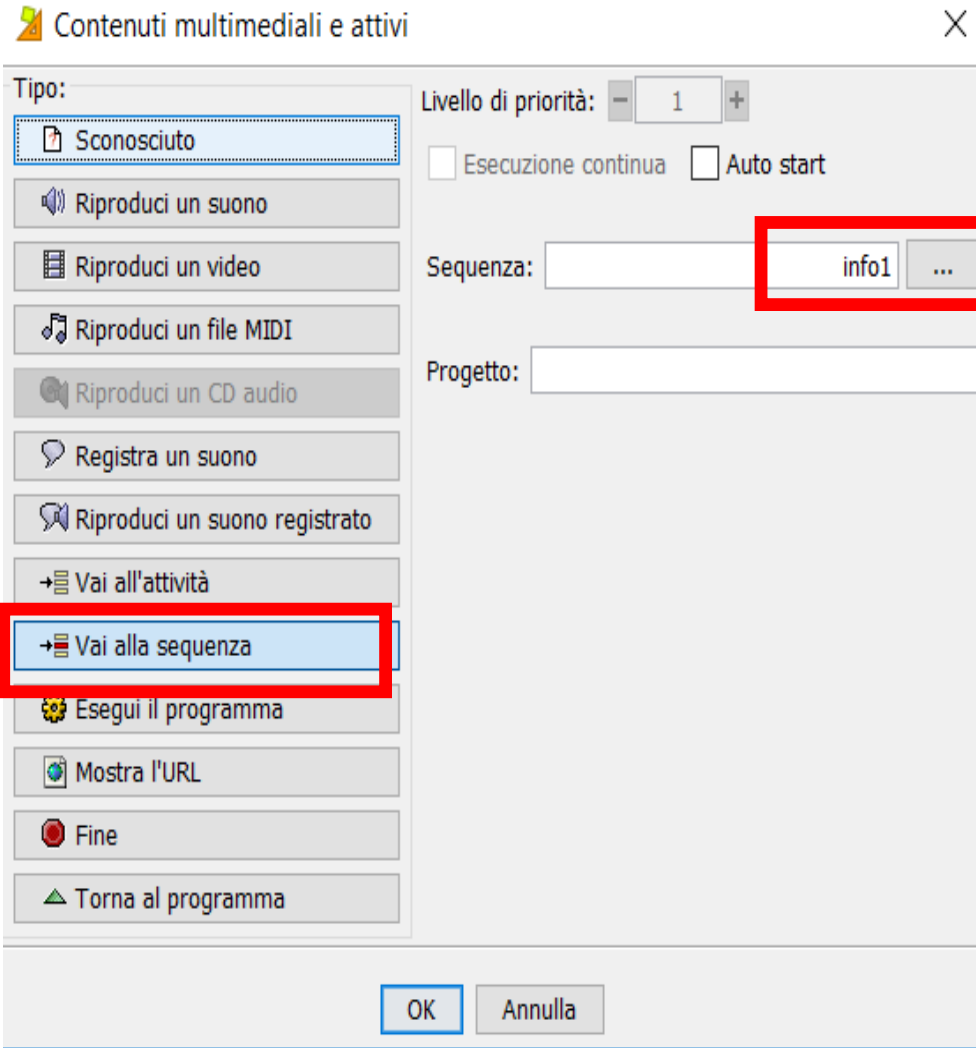 Contenuti multimediali e attivi
Tipo:
Sconosciuto
Riproduci un suono
Riproduci un video
Riproduci un file MIDI
Riproduci un CD audio
Registra un suono
Riproduci un suono registrato
Vai all'attività
Vai alla sequenza
Esegui il programma
Mostra l'URL
Fine
Torna al programma
Livello di priorità: - 1 +
Esecuzione continua Auto start
Sequenza: info1 ...
Progetto:
OK Annulla